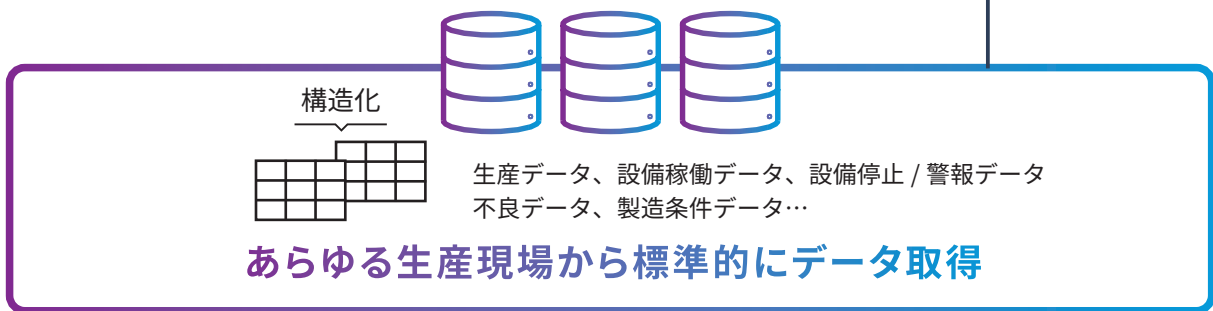 構造化
生産データ、設備稼働データ、設備停止 / 警報データ
不良データ、製造条件データ…
あらゆる生産現場から標準的にデータ取得